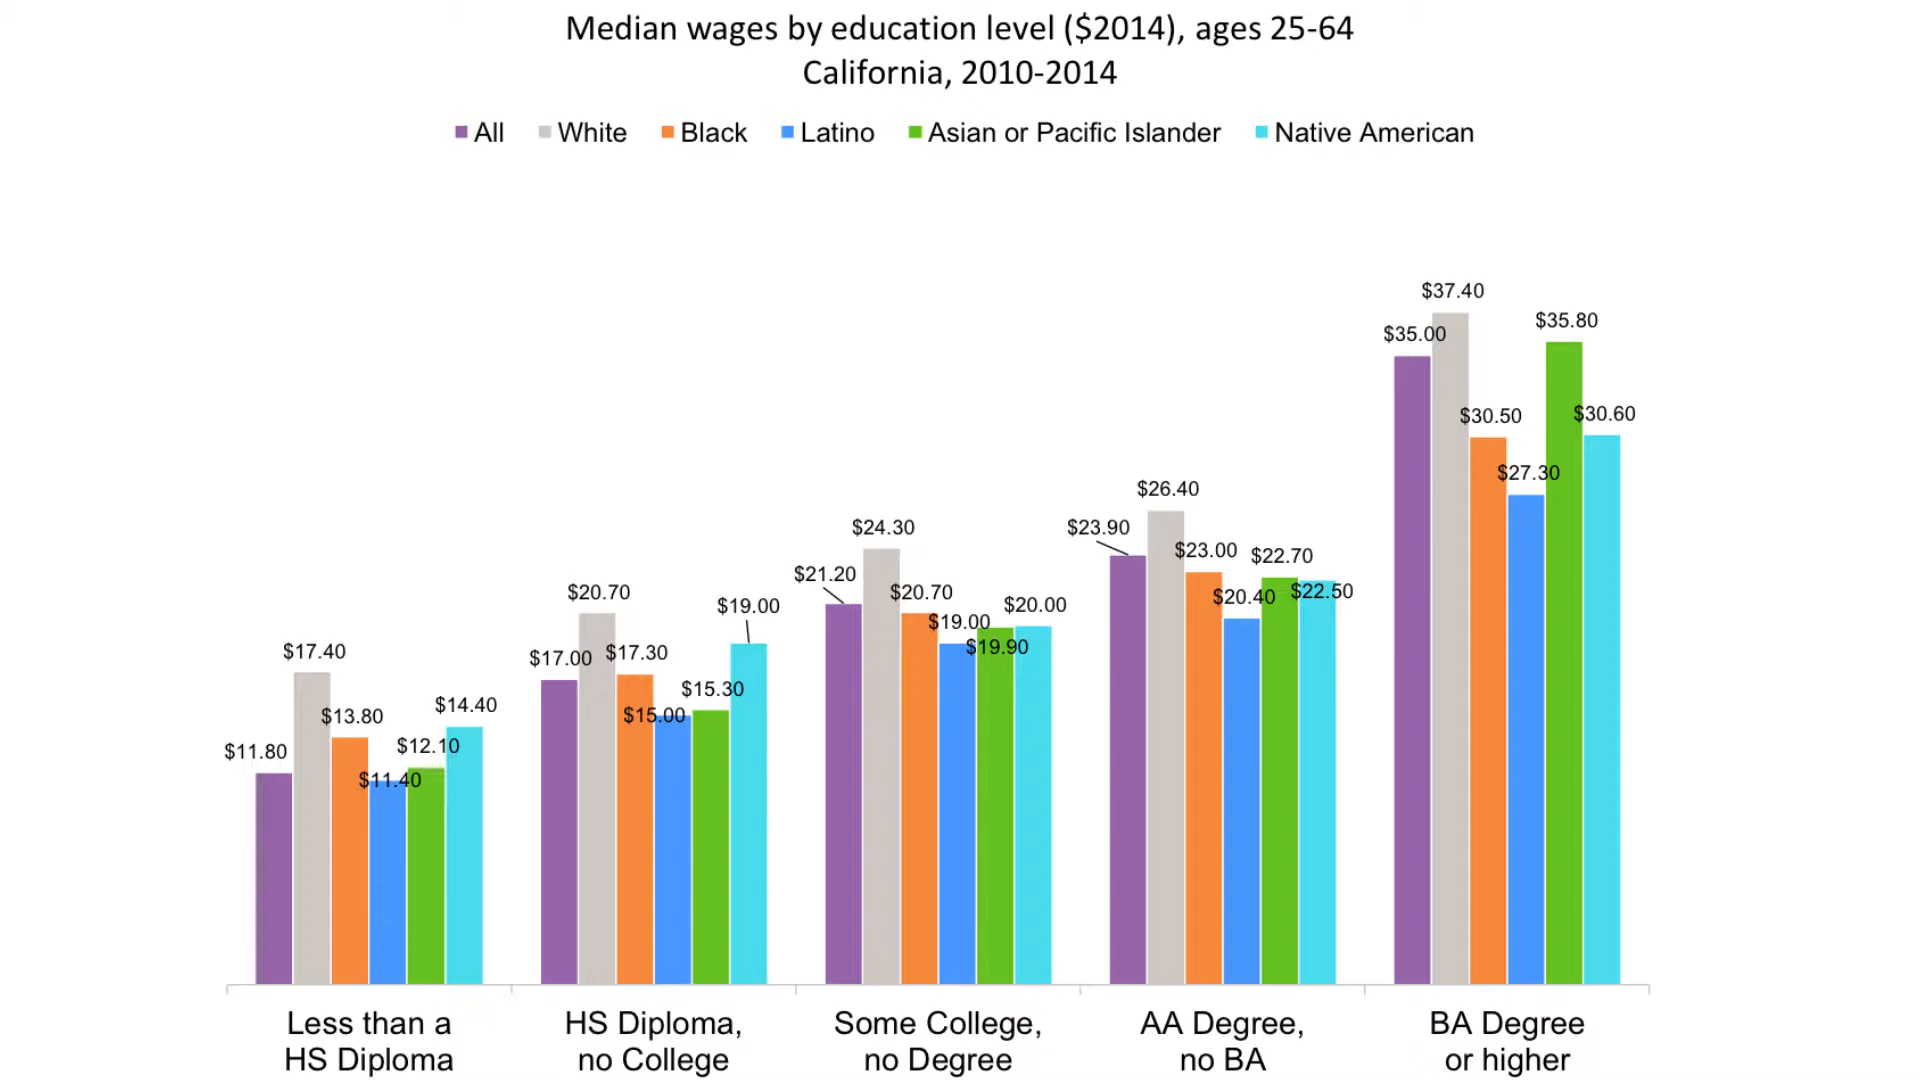 Median wages by education level ($2014), ages 25-64
California, 2010-2014
All White Black Latino Asian or Pacific Islander Native American
$11.80
$17.40
$13.80
$11.40
$12.10
$14.40
$17.00
$20.70
$17.30
$15.00
$15.30
$19.00
$21.20
$24.30
$20.70
$19.00
$19.90
$20.00
$23.90
$26.40
$23.00
$20.40
$22.70
$22.50
$35.00
$37.40
$30.50
$27.30
$35.80
$30.60
Less than a
HS Diploma
HS Diploma,
no College
Some College,
no Degree
AA Degree,
no BA
BA Degree
or higher